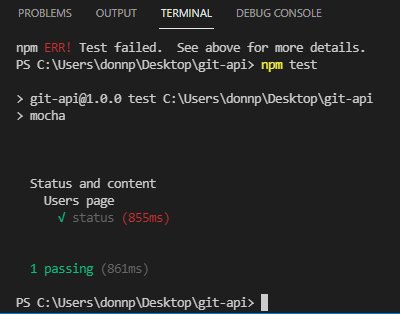 PROBLEMS OUTPUT TERMINAL DEBUG CONSOLE
npm ERR! Test failed.  See above for more details.
PS C:\Users\donnp\Desktop\git-api> npm test
> git-api@1.0.0 test C:\Users\donnp\Desktop\git-api
> mocha
Status and content
Users page
√ status (855ms)
1 passing (861ms)
PS C:\Users\donnp\Desktop\git-api>